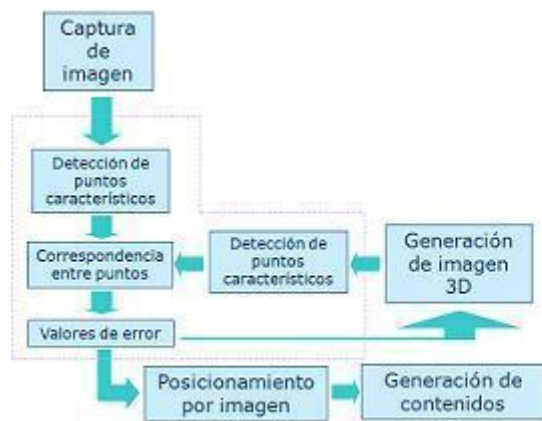 Captura
de
imagen
Detección de
puntos
característicos
Correspondencia
entre puntos
Detección de
puntos
característicos
Generación
de imagen
3D
Valores de error
Posicionamiento
por imagen
Generación de
contenidos